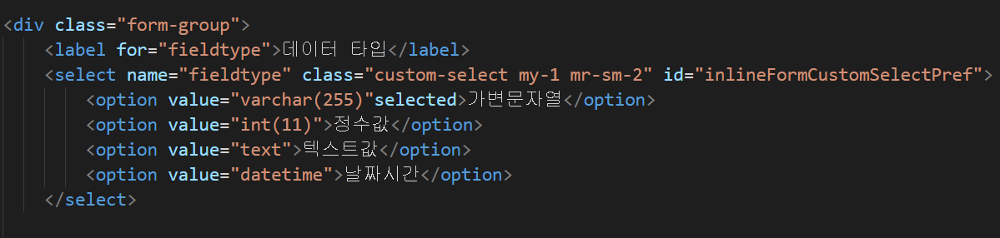 <div class="form-group">
<label for="fieldtype">데이터 타입</label>
<select name="fieldtype" class="custom-select my-1 mr-sm-2" id="inlineFormCustomSelectPref">
<option value="varchar(255)"selected>가변문자열</option>
<option value="int(11)">정수값</option>
<option value="text">텍스트값</option>
<option value="datetime">날짜시간</option>
</select>